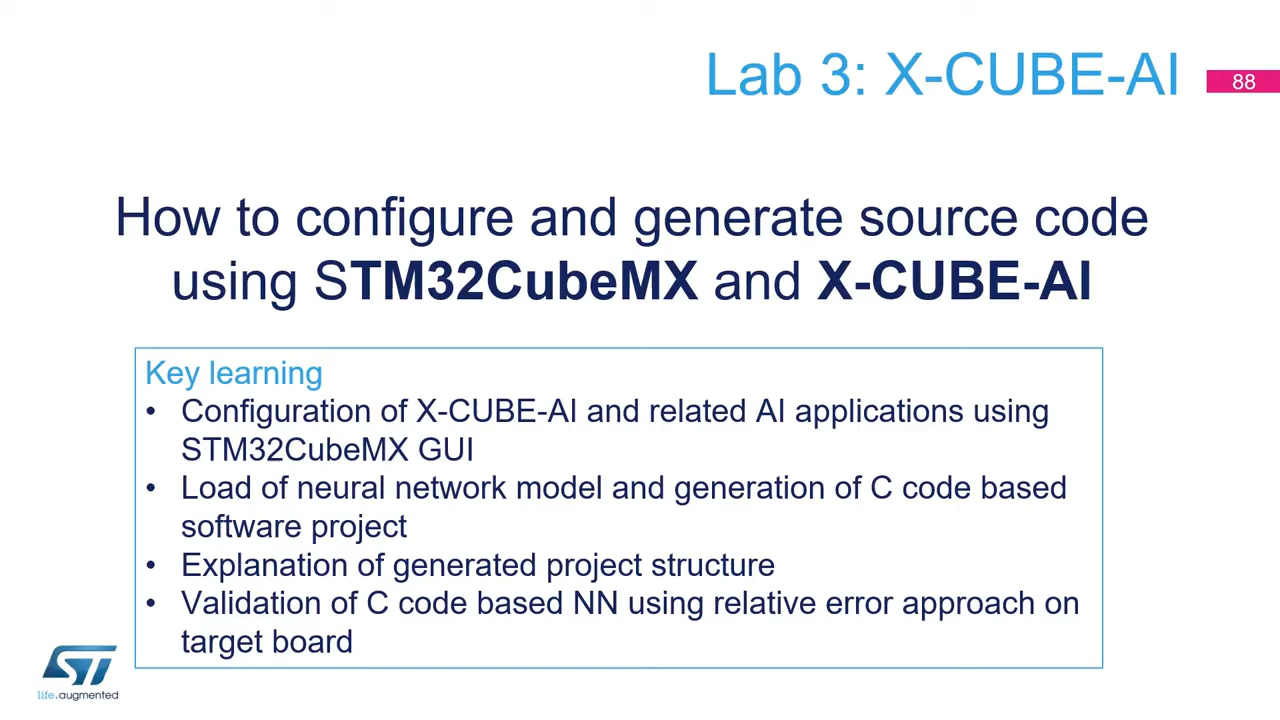 Lab 3: X-CUBE-AI
88
How to configure and generate source code
using STM32CubeMX and X-CUBE-AI
Key learning
• Configuration of X-CUBE-AI and related AI applications using
STM32CubeMX GUI
• Load of neural network model and generation of C code based
software project
• Explanation of generated project structure
• Validation of C code based NN using relative error approach on
target board
ST
life.augmented